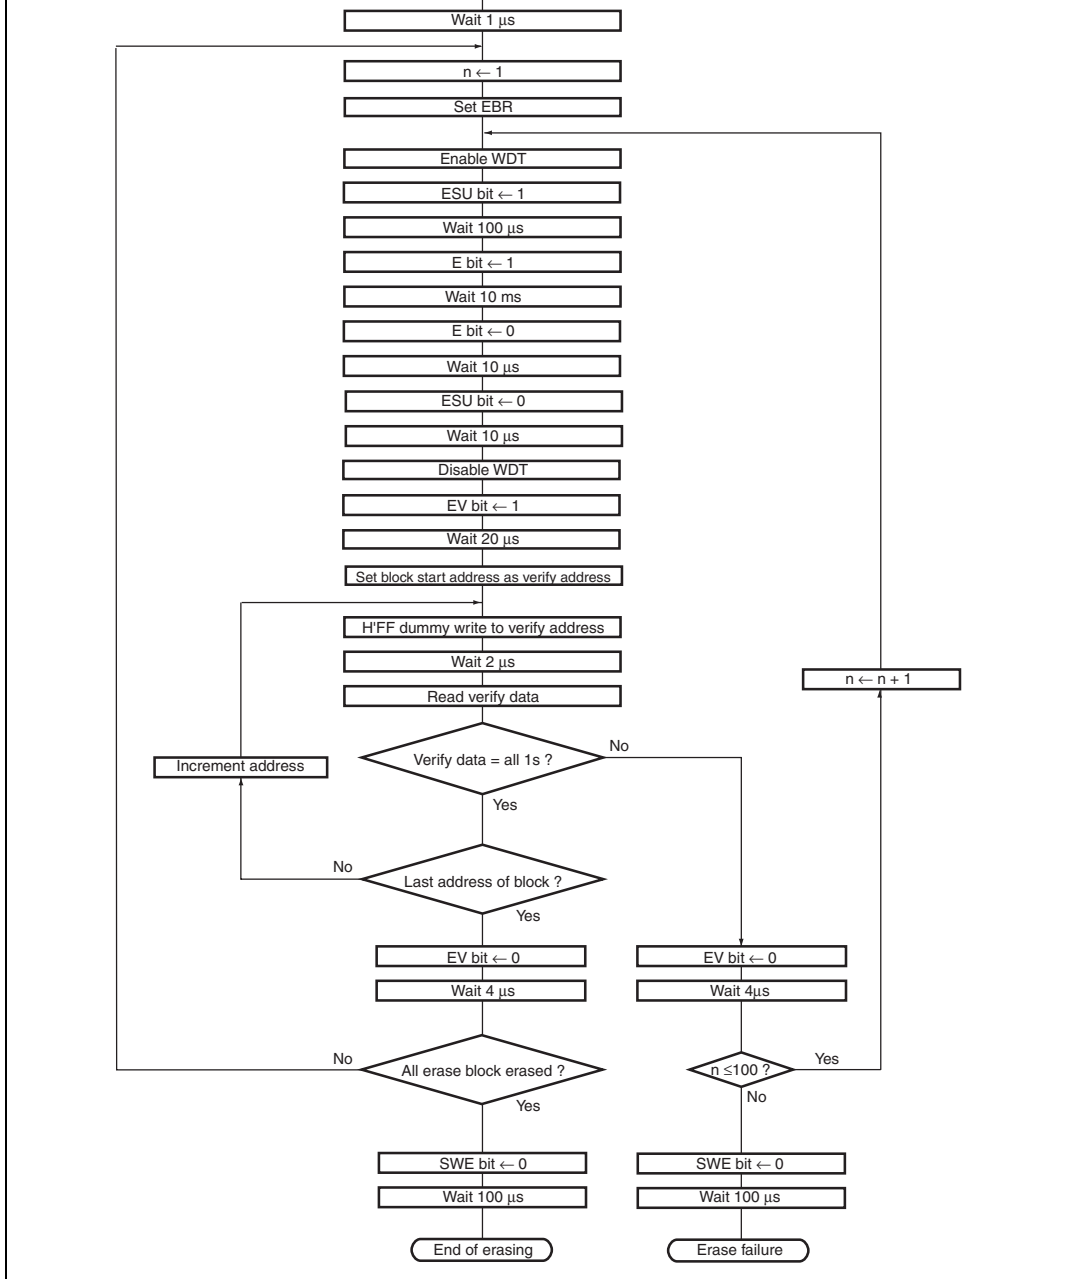 Wait 1 µs
n ← 1
Set EBR
Enable WDT
ESU bit ← 1
Wait 100 µs
E bit ← 1
Wait 10 ms
E bit ← 0
Wait 10 µs
ESU bit ← 0
Wait 10 µs
Disable WDT
EV bit ← 1
Wait 20 µs
Set block start address as verify address
H'FF dummy write to verify address
Wait 2 µs
n ← n + 1
Read verify data
No
Verify data = all 1s ?
Increment address
Yes
No
Last address of block ?
Yes
EV bit ← 0
EV bit ← 0
Wait 4 µs
Wait 4µs
No
All erase block erased ?
n ≤100 ?
Yes
Yes
No
SWE bit ← 0
SWE bit ← 0
Wait 100 µs
Wait 100 µs
End of erasing
Erase failure